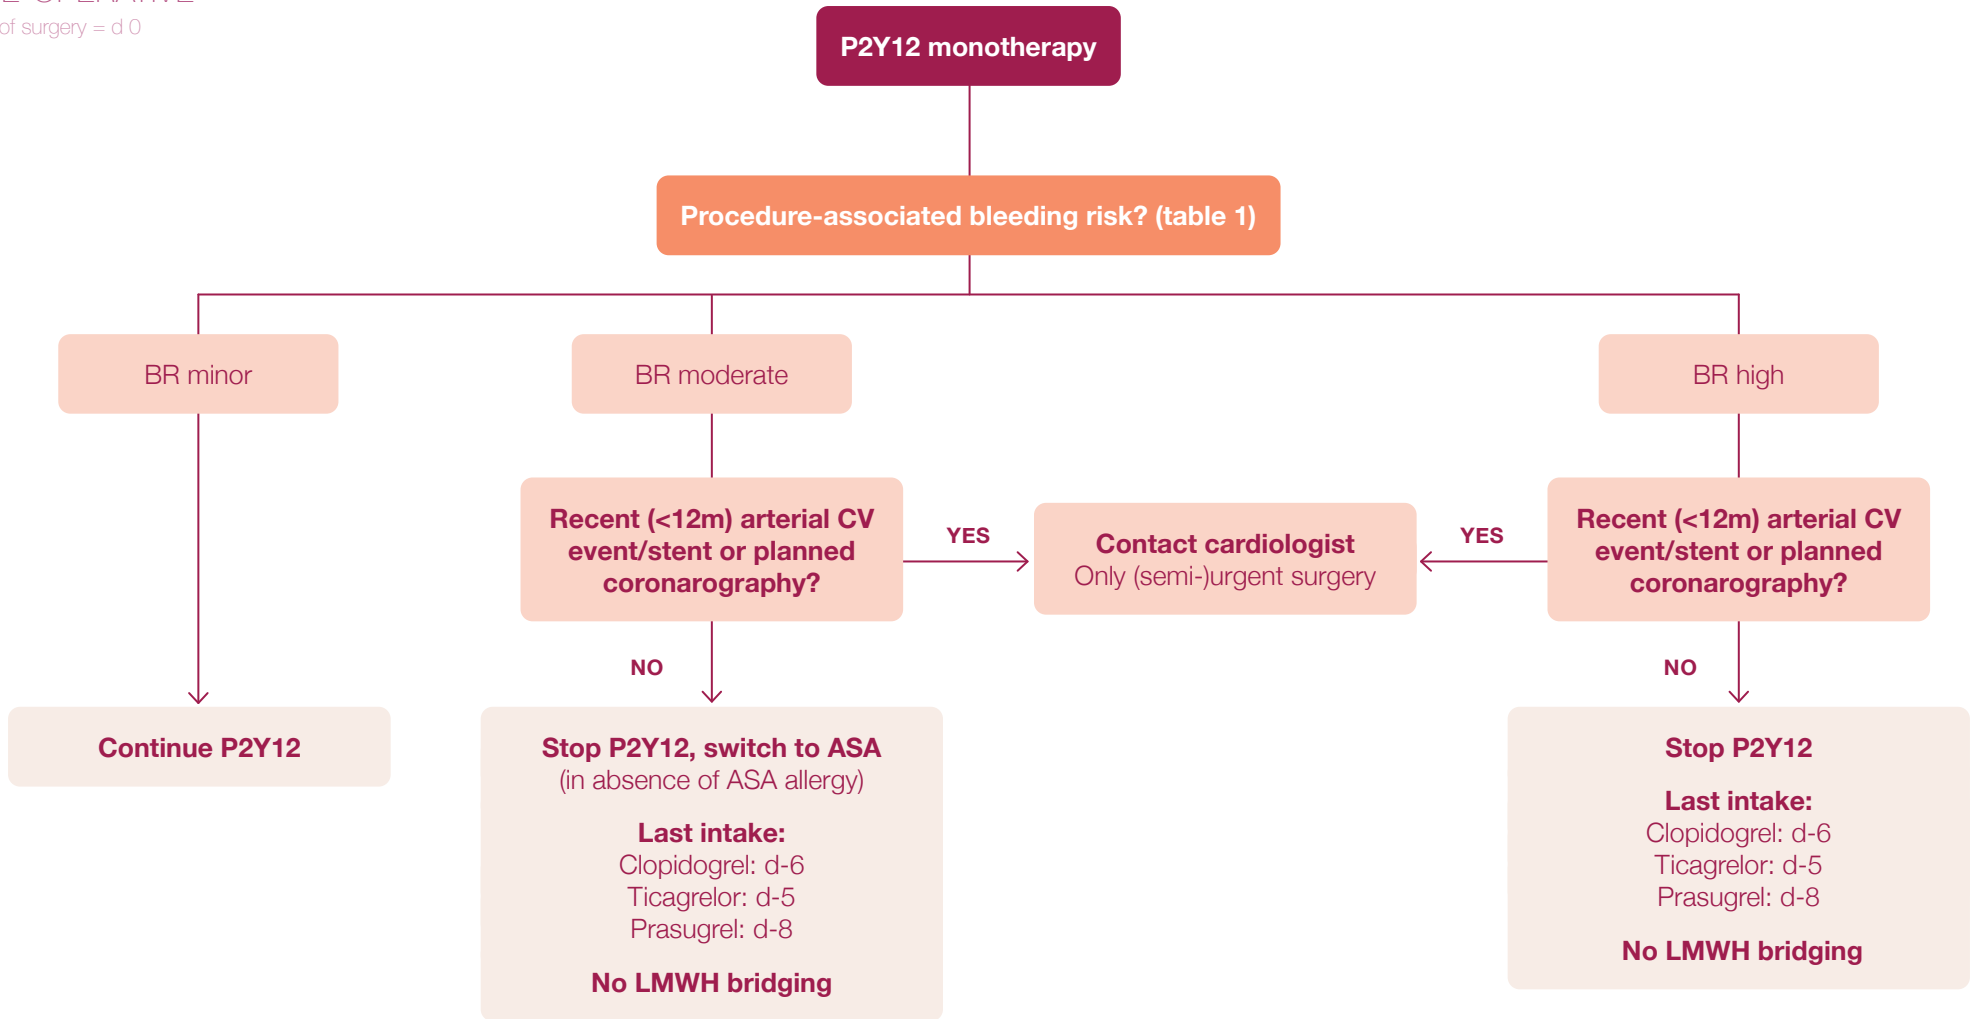 of surgery = d 0
P2Y12 monotherapy
Procedure-associated bleeding risk? (table 1)
BR minor
BR moderate
BR high
Recent (<12m) arterial CV
event/stent or planned
coronarography?
YES
Contact cardiologist
Only (semi-)urgent surgery
YES
Recent (<12m) arterial CV
event/stent or planned
coronarography?
NO
NO
Continue P2Y12
Stop P2Y12, switch to ASA
(in absence of ASA allergy)
Last intake:
Clopidogrel: d-6
Ticagrelor: d-5
Prasugrel: d-8
No LMWH bridging
Stop P2Y12
Last intake:
Clopidogrel: d-6
Ticagrelor: d-5
Prasugrel: d-8
No LMWH bridging